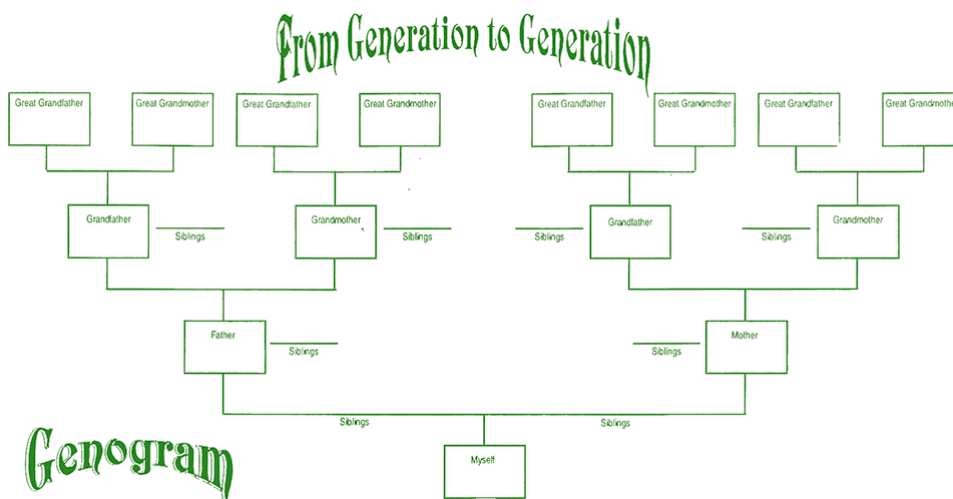 From Generation to Generation
Great Grandfather Great Grandmother Great Grandfather Great Grandmother Great Grandfather Great Grandmother Great Grandfather Great Grandmother
Grandfather Grandmother Grandfather Grandmother
Siblings Siblings Siblings Siblings
Father Mother
Siblings Siblings
Siblings Siblings
Genogram
Myself